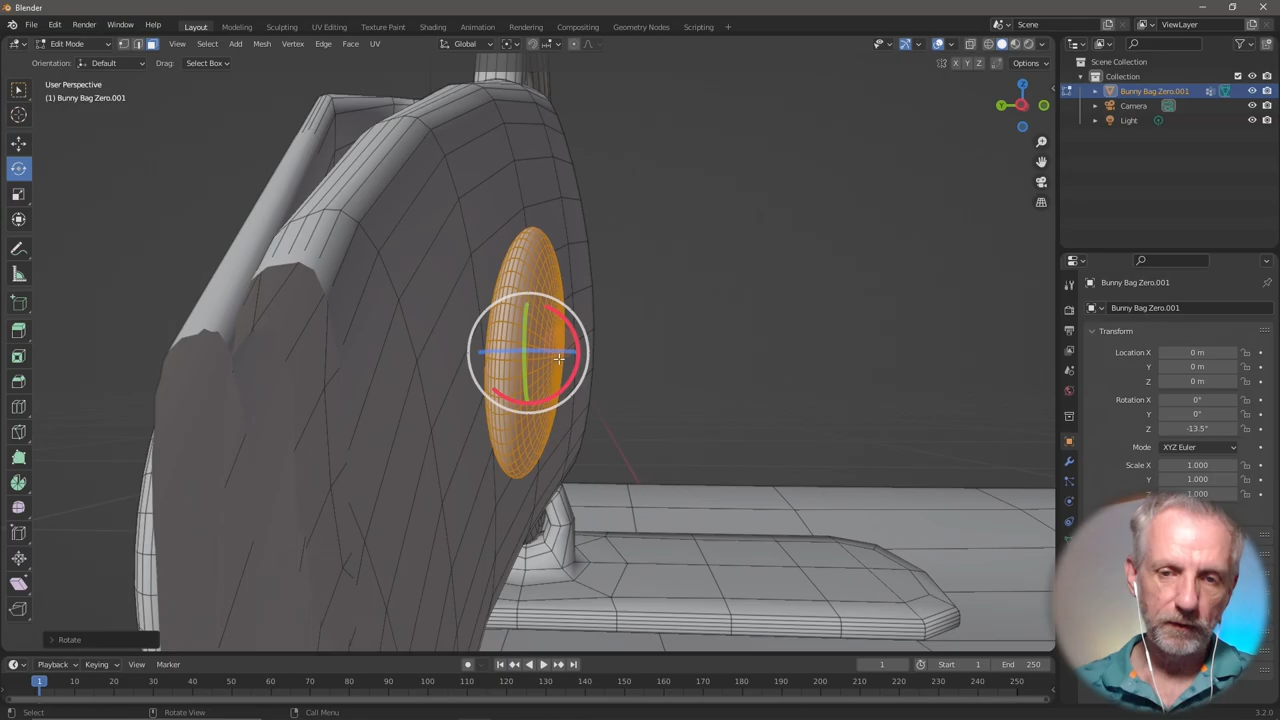 Blender
File Edit Render Window Help
Layout Modeling Sculpting UV Editing Texture Paint Shading Animation Rendering Compositing Geometry Nodes Scripting +
Scene
ViewLayer
Edit Mode
View Select Add Mesh Vertex Edge Face UV
Global
Orientation: Default
Drag: Select Box
X Y Z
Options
User Perspective
(1) Bunny Bag Zero.001
Z
Y
Scene Collection
Collection
Bunny Bag Zero.001
Camera
Light
Bunny Bag Zero.001
Bunny Bag Zero.001
Transform
Location X 0 m
Y 0 m
Z 0 m
Rotation X 0°
Y 0°
Z -13.5°
Mode XYZ Euler
Scale X 1.000
Y 1.000
1.000
Rotate
Playback Keying View Marker
1
Start 1
End 250
1 10 20 30 40 50 60 70 80 90 100 110 120 130 140 150 160 170 180 190 200 210 220 230 240 250
Select
Rotate View
Call Menu
3.2.0